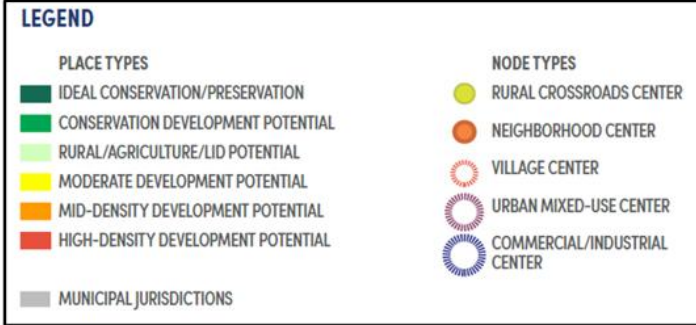 LEGEND
PLACE TYPES
IDEAL CONSERVATION/PRESERVATION
CONSERVATION DEVELOPMENT POTENTIAL
RURAL/AGRICULTURE/LID POTENTIAL
MODERATE DEVELOPMENT POTENTIAL
MID-DENSITY DEVELOPMENT POTENTIAL
HIGH-DENSITY DEVELOPMENT POTENTIAL
MUNICIPAL JURISDICTIONS
NODE TYPES
RURAL CROSSROADS CENTER
NEIGHBORHOOD CENTER
VILLAGE CENTER
URBAN MIXED-USE CENTER
COMMERCIAL/INDUSTRIAL
CENTER